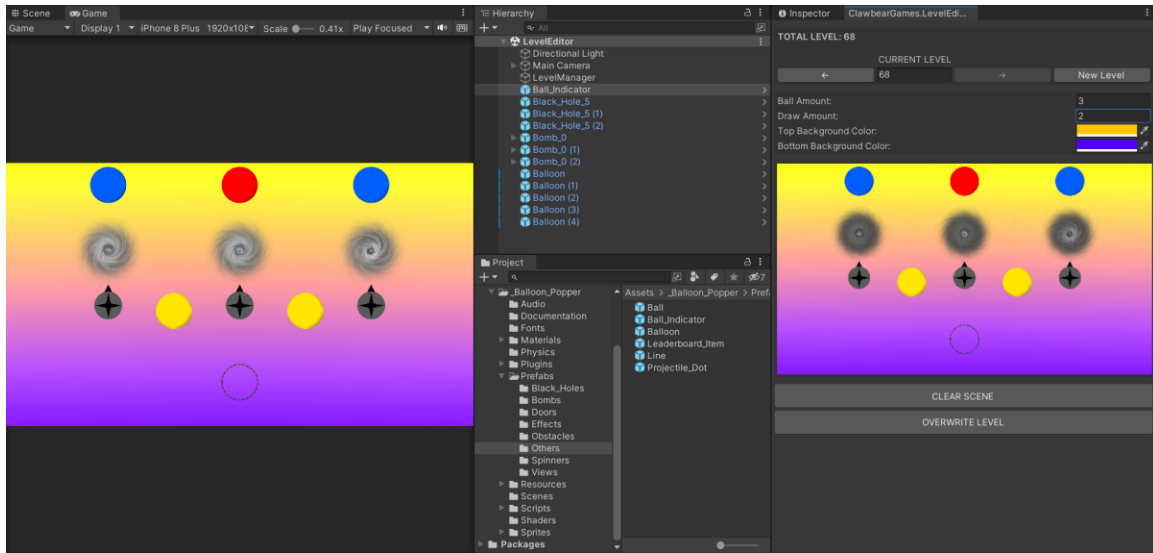 Scene
Game
Game
Display 1
iPhone 8 Plus 1920x108
Scale
0.41x
Play Focused
Hierarchy
All
LevelEditor
Directional Light
Main Camera
LevelManager
Ball_Indicator
Black_Hole_5
Black_Hole_5 (1)
Black_Hole_5 (2)
Bomb_0
Bomb_0 (1)
Bomb_0 (2)
Balloon
Balloon (1)
Balloon (2)
Balloon (3)
Balloon (4)
Project
7
_Balloon_Popper
Audio
Documentation
Fonts
Materials
Physics
Plugins
Prefabs
Black_Holes
Bombs
Doors
Effects
Obstacles
Others
Spinners
Views
Resources
Scenes
Scripts
Shaders
Sprites
Packages
Assets > _Balloon_Popper > Prefa
Ball
Ball_Indicator
Balloon
Leaderboard_Item
Line
Projectile_Dot
Inspector
ClawbearGames.LevelEdi...
TOTAL LEVEL: 68
CURRENT LEVEL
← 68 → New Level
Ball Amount: 3
Draw Amount: 2
Top Background Color:
Bottom Background Color:
CLEAR SCENE
OVERWRITE LEVEL